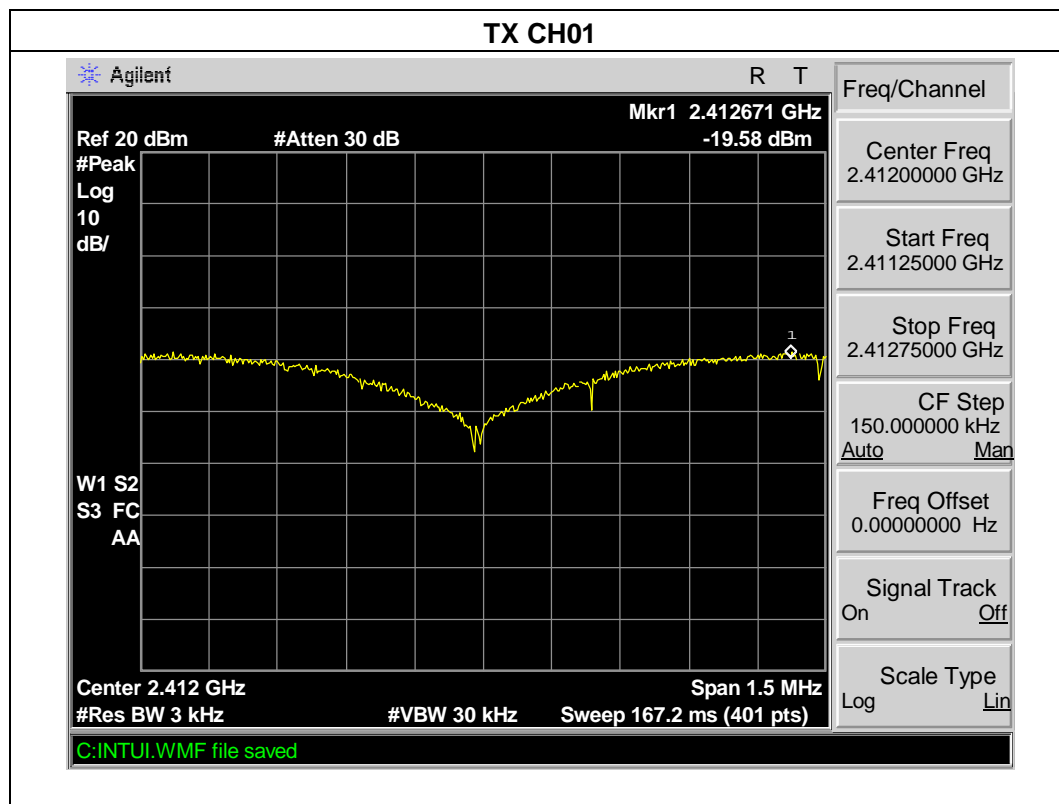 TX CH01
Agilent
R T
Mkr1 2.412671 GHz
Ref 20 dBm #Atten 30 dB -19.58 dBm
#Peak
Log
10
dB/
1
W1 S2
S3 FC
AA
Center 2.412 GHz Span 1.5 MHz
#Res BW 3 kHz #VBW 30 kHz Sweep 167.2 ms (401 pts)
C:INTUI.WMF file saved
Freq/Channel
Center Freq
2.41200000 GHz
Start Freq
2.41125000 GHz
Stop Freq
2.41275000 GHz
CF Step
150.000000 kHz
Auto Man
Freq Offset
0.00000000 Hz
Signal Track
On Off
Scale Type
Log Lin